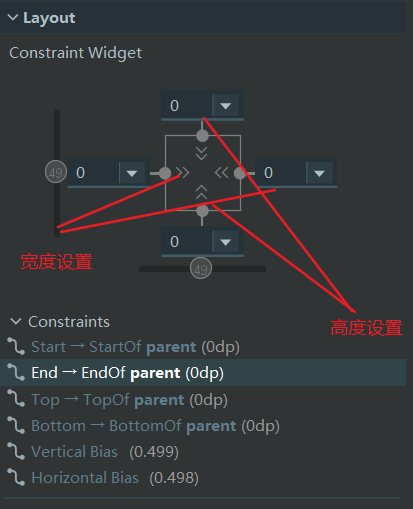 Layout
Constraint Widget
0
49
0
0
0
49
宽度设置
高度设置
Constraints
Start → StartOf parent (0dp)
End → EndOf parent (0dp)
Top → TopOf parent (0dp)
Bottom → BottomOf parent (0dp)
Vertical Bias (0.499)
Horizontal Bias (0.498)